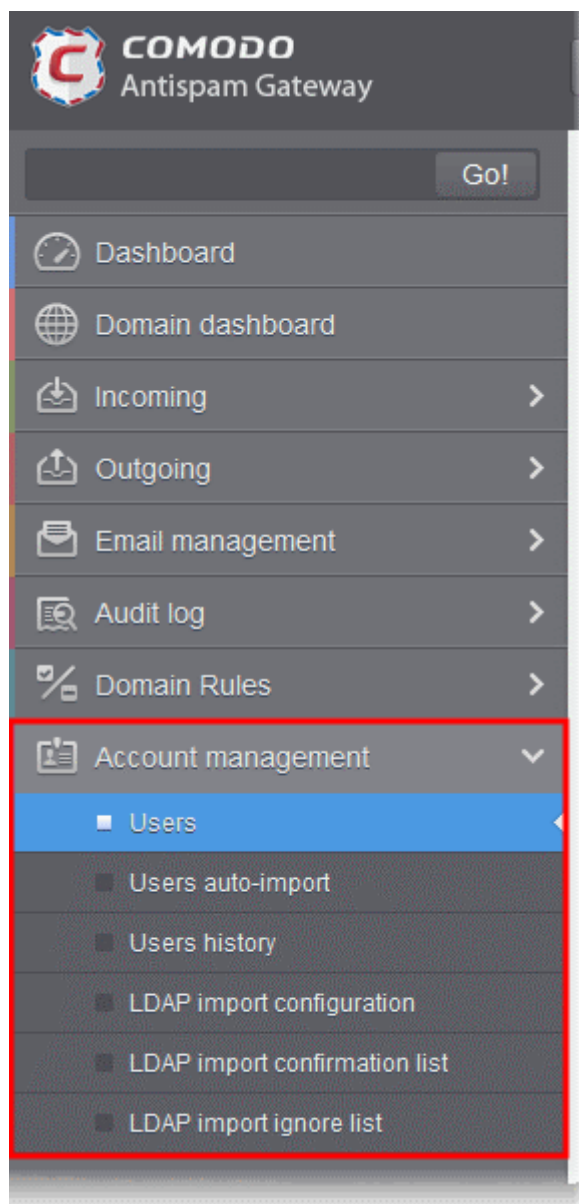 COMODO
Antispam Gateway
Go!
Dashboard
Domain dashboard
Incoming
Outgoing
Email management
Audit log
Domain Rules
Account management
Users
Users auto-import
Users history
LDAP import configuration
LDAP import confirmation list
LDAP import ignore list